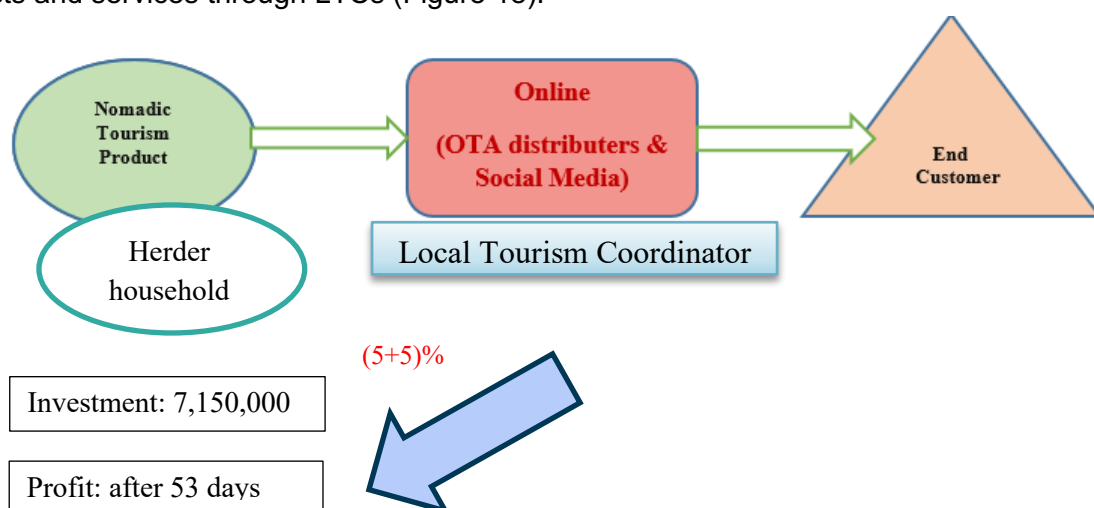 Nomadic
Tourism
Product
Online
(OTA distributers &
Social Media)
End
Customer
Herder
household
Local Tourism Coordinator
(5+5)%
Investment: 7,150,000
Profit: after 53 days